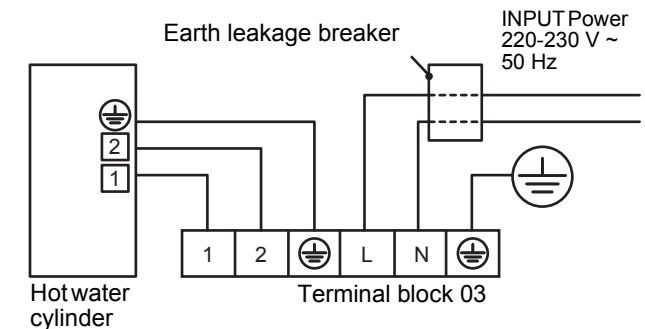 Earth leakage breaker
INPUT Power
220-230 V ~
50 Hz
2
1
1 2 L N
Hot water
cylinder
Terminal block 03